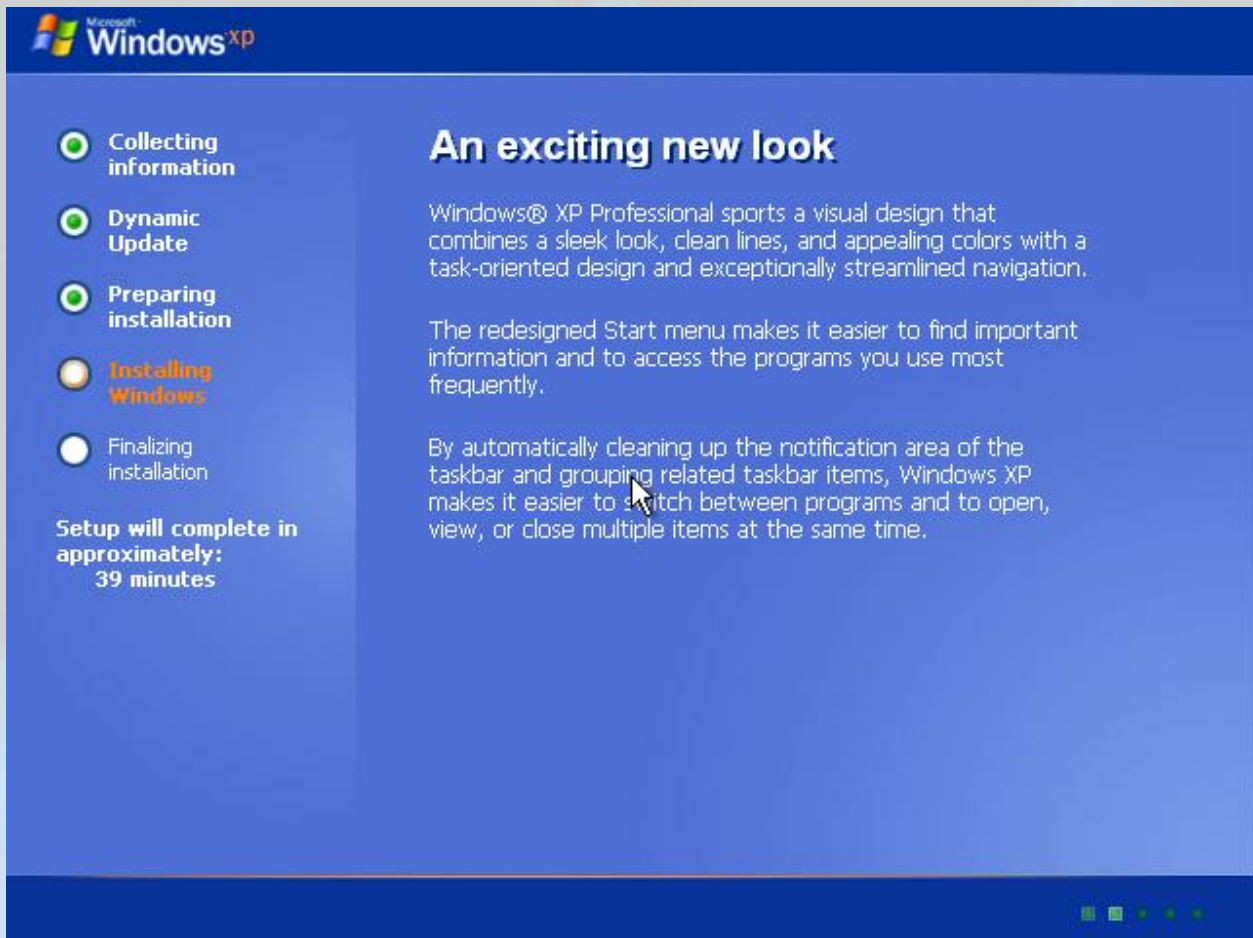 Microsoft
Windows xp
Collecting
information
Dynamic
Update
Preparing
installation
Installing
Windows
Finalizing
installation
Setup will complete in
approximately:
39 minutes
An exciting new look
Windows® XP Professional sports a visual design that
combines a sleek look, clean lines, and appealing colors with a
task-oriented design and exceptionally streamlined navigation.
The redesigned Start menu makes it easier to find important
information and to access the programs you use most
frequently.
By automatically cleaning up the notification area of the
taskbar and grouping related taskbar items, Windows XP
makes it easier to switch between programs and to open,
view, or close multiple items at the same time.